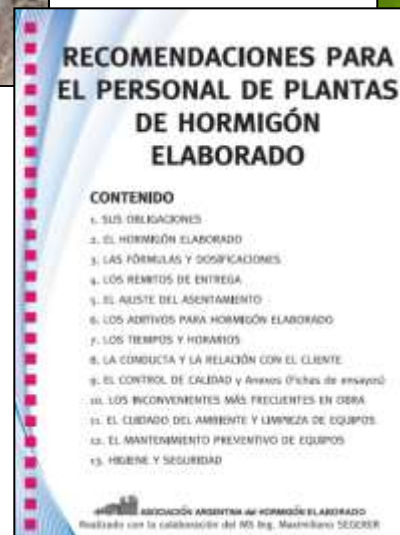 RECOMENDACIONES PARA
EL PERSONAL DE PLANTAS
DE HORMIGÓN
ELABORADO
CONTENIDO
1. SUS OBLIGACIONES
2. EL HORMIGÓN ELABORADO
3. LAS FÓRMULAS Y DOSIFICACIONES
4. LOS REMITOS DE ENTREGA
5. EL AJUSTE DEL ASENTAMIENTO
6. LOS ADITIVOS PARA HORMIGÓN ELABORADO
7. LOS TIEMPOS Y HORARIOS
8. LA CONDUCTA Y LA RELACIÓN CON EL CLIENTE
9. EL CONTROL DE CALIDAD y Anexos (Fichas de ensayos)
10. LOS INCONVENIENTES MÁS FRECUENTES EN OBRA
11. EL CUIDADO DEL AMBIENTE Y LIMPIEZA DE EQUIPOS
12. EL MANTENIMIENTO PREVENTIVO DE EQUIPOS
13. HIGIENE Y SEGURIDAD
ASOCIACIÓN ARGENTINA del HORMIGÓN ELABORADO
Realizado con la colaboración del MS Ing. Maximiliano SEGERER